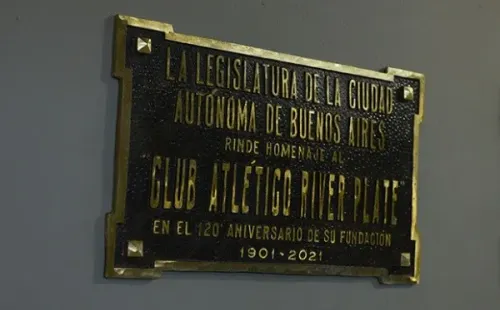 LA LEGISLATURA DE LA CIUDAD
AUTÓNOMA DE BUENOS AIRES
RINDE HOMENAJE AL
"CLUB ATLÉTICO RIVER PLATE"
EN EL 120° ANIVERSARIO DE SU FUNDACIÓN
1901-2021